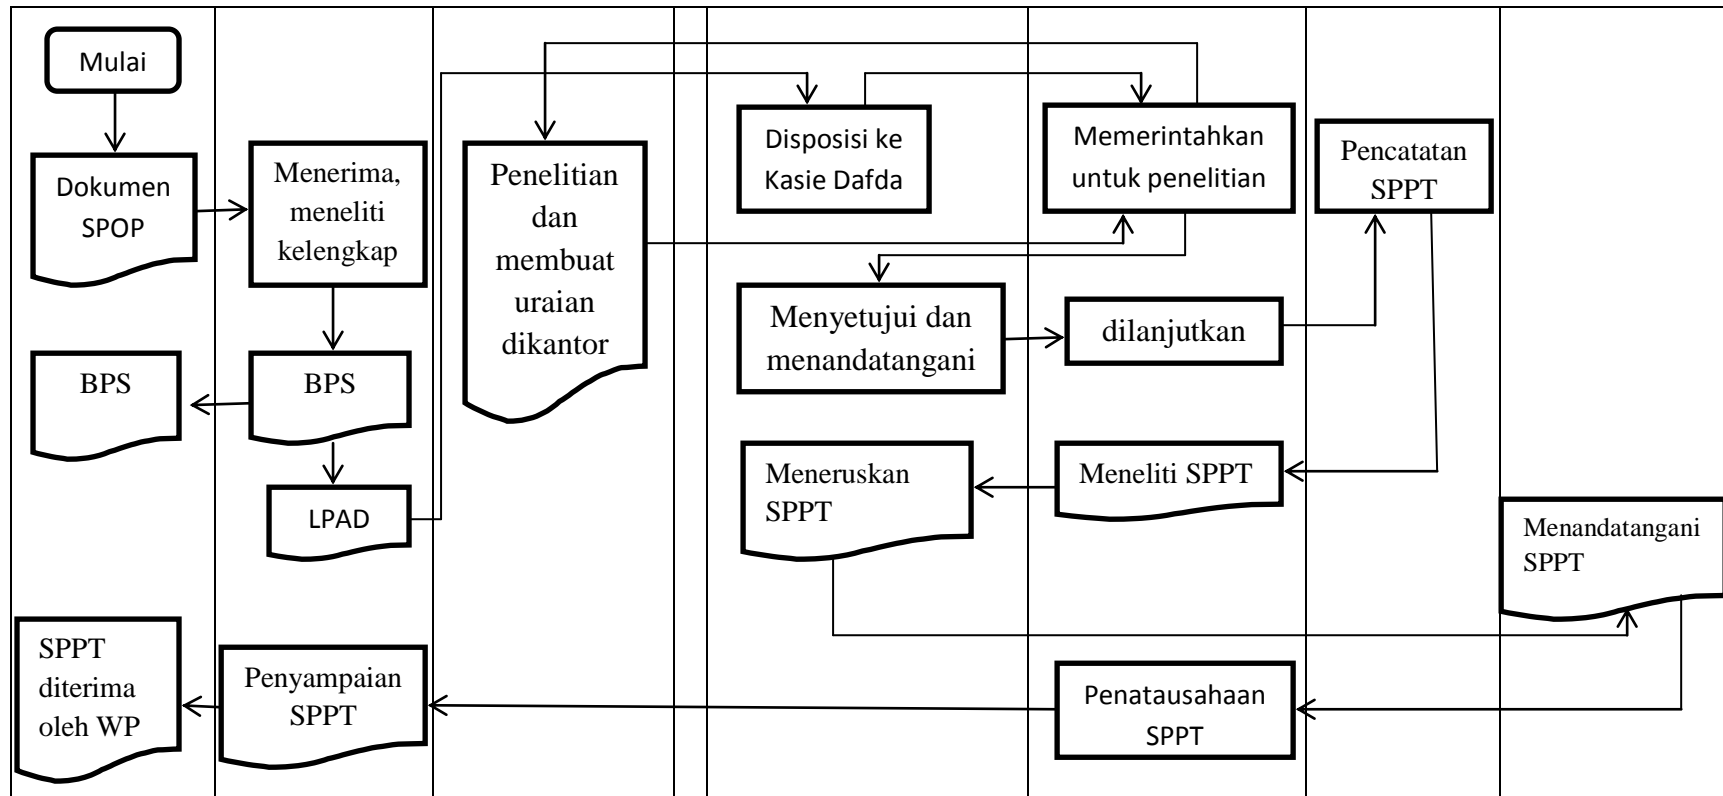 Mulai
Dokumen
SPOP
Menerima,
meneliti
kelengkap
BPS
BPS
LPAD
Penelitian
dan
membuat
uraian
dikantor
Disposisi ke
Kasie Dafda
Memerintahkan
untuk penelitian
Pencatatan
SPPT
Menyetujui dan
menandatangani
dilanjutkan
Meneruskan
SPPT
Meneliti SPPT
Menandatangani
SPPT
SPPT
diterima
oleh WP
Penyampaian
SPPT
Penatausahaan
SPPT